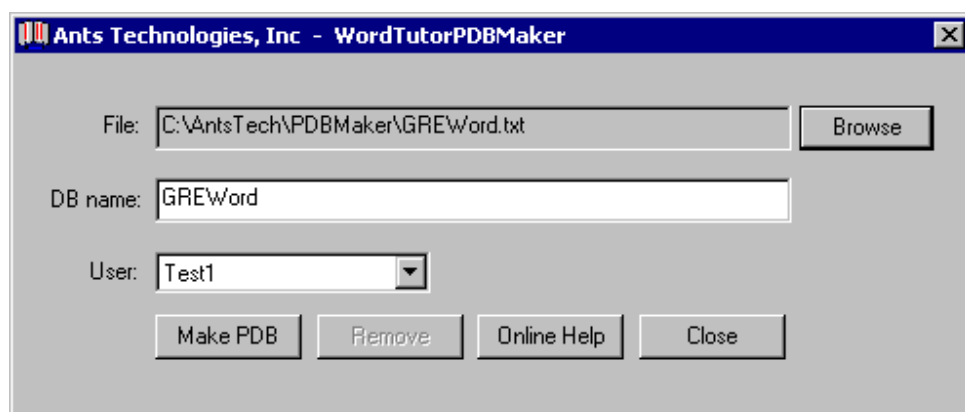 Ants Technologies, Inc - WordTutorPDBMaker
File: C:\AntsTech\PDBMaker\GREWord.txt Browse
DB name: GREWord
User: Test1
Make PDB Remove Online Help Close